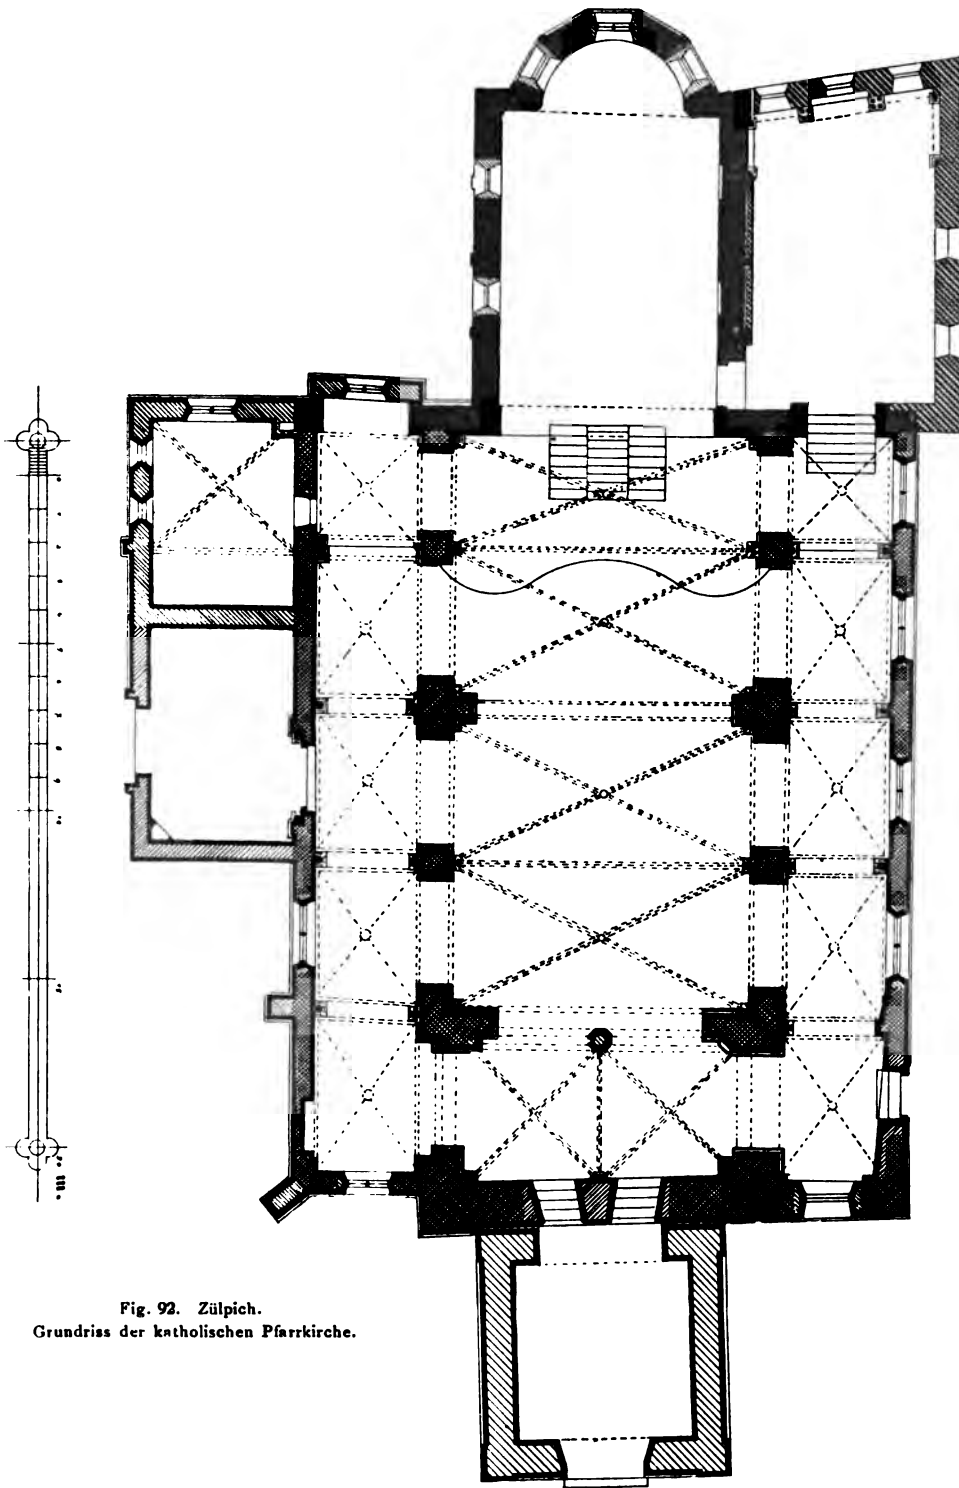 Fig. 92. Zülpich.
Grundriss der katholischen Pfarrkirche.